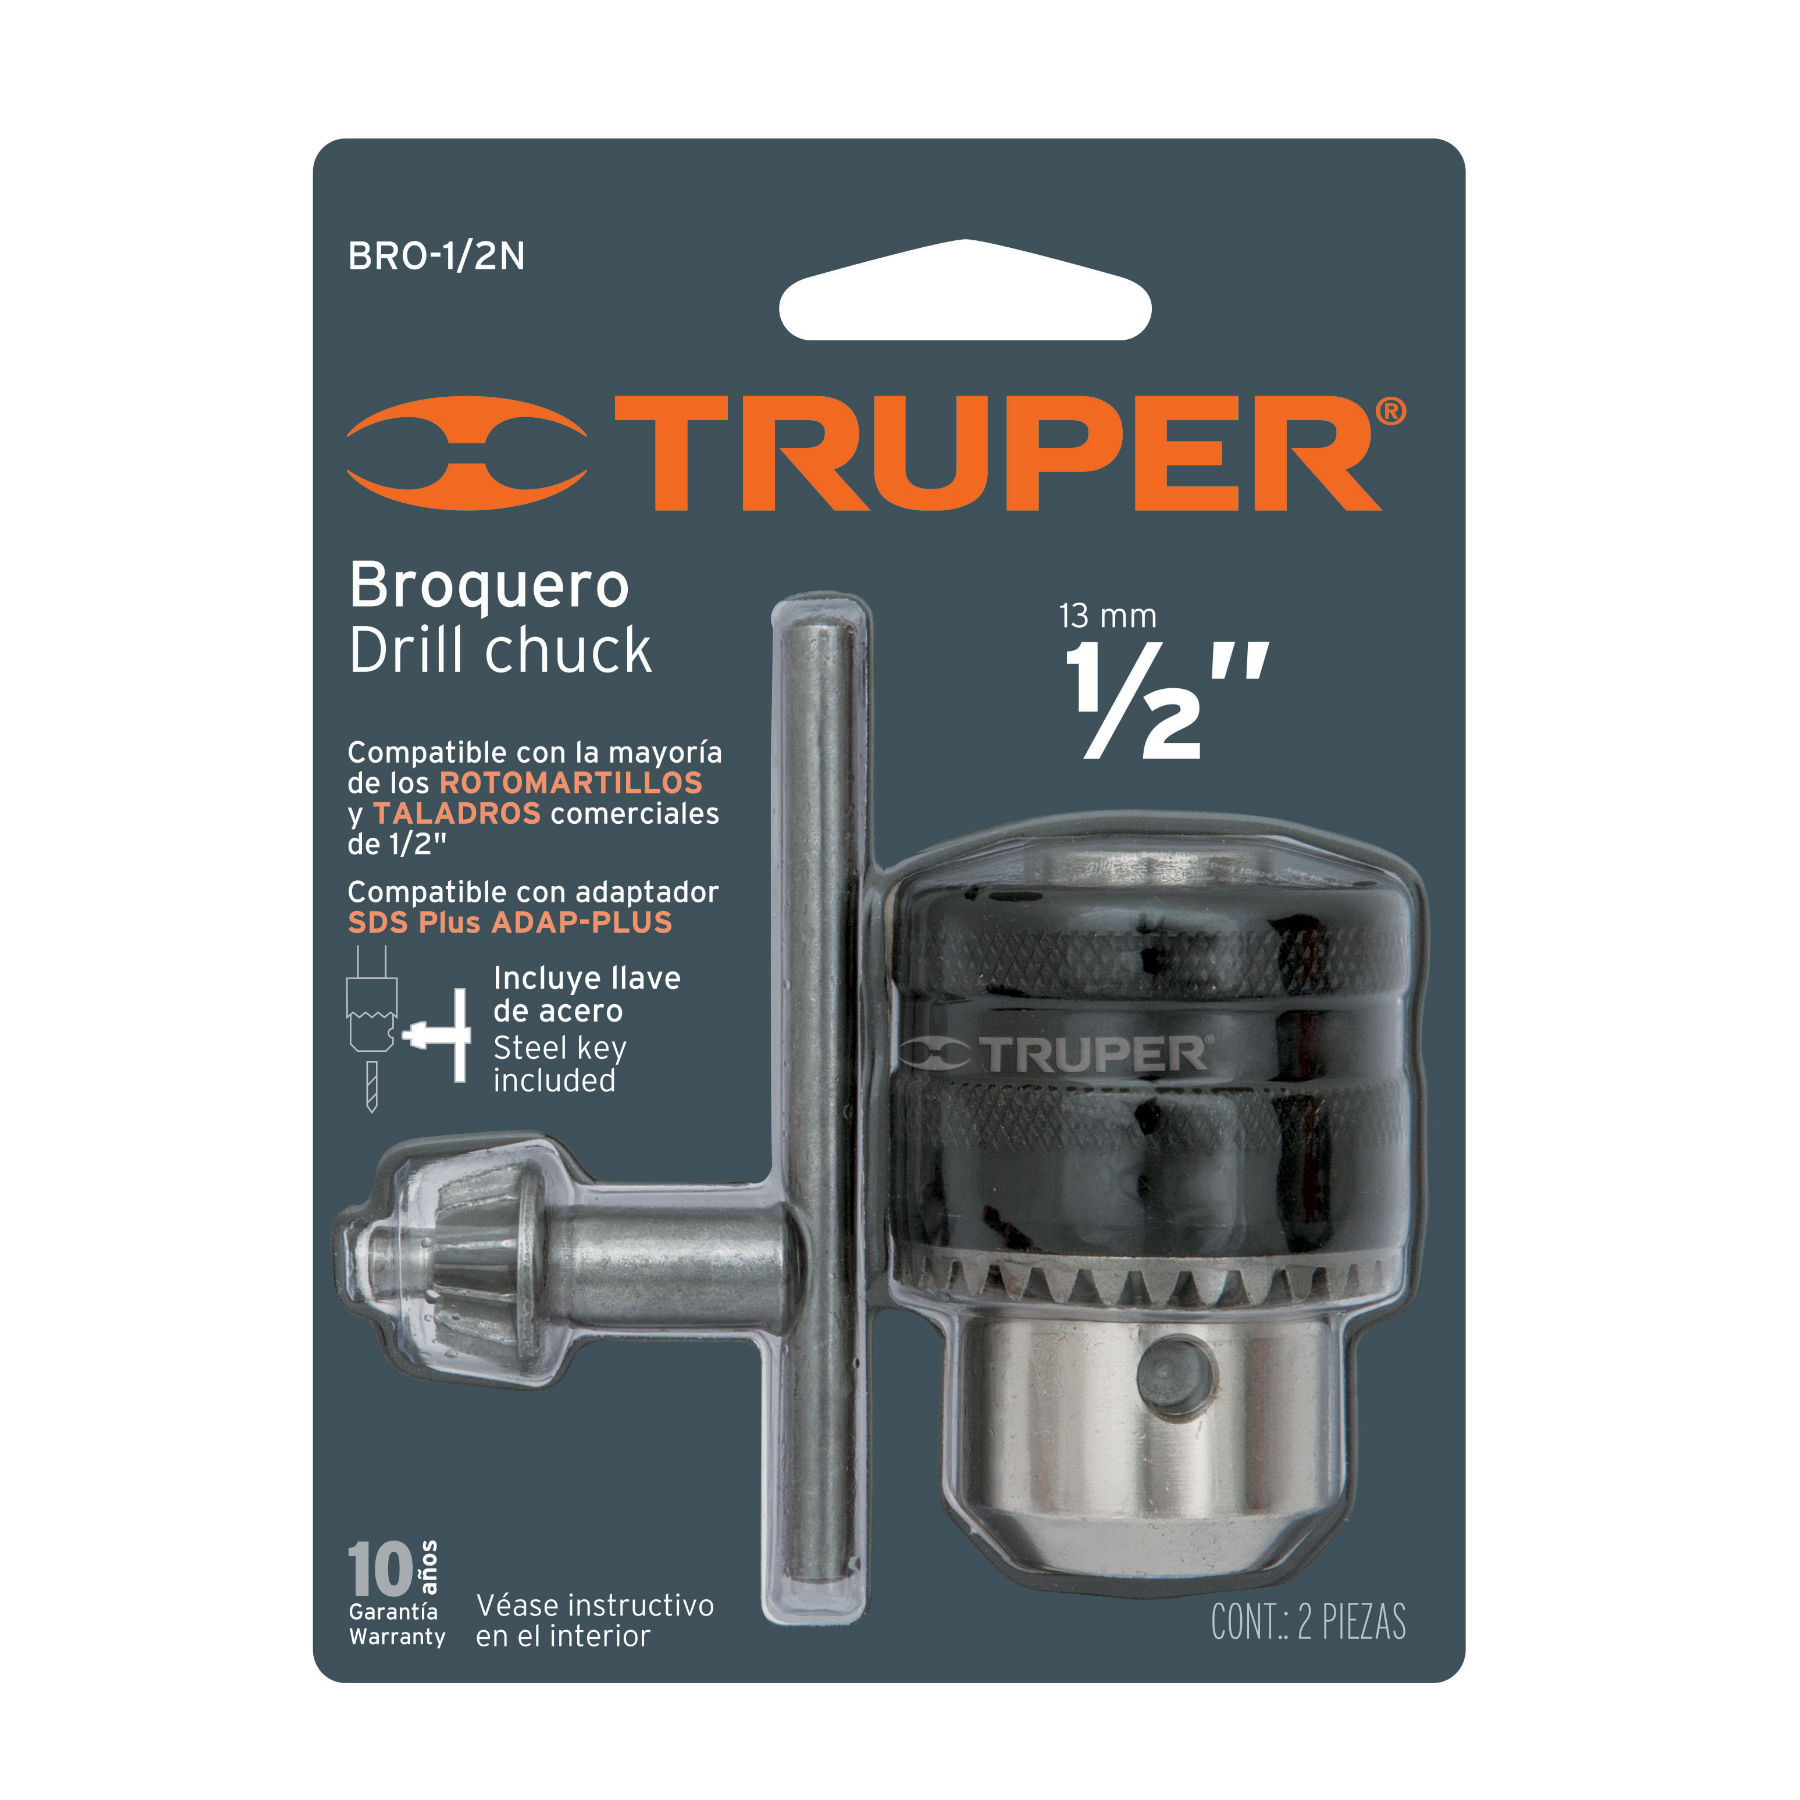 BRO-1/2N
TRUPER®
Broquero
Drill chuck
13 mm
1/2"
Compatible con la mayoría
de los ROTOMARTILLOS
y TALADROS comerciales
de 1/2"
Compatible con adaptador
SDS Plus ADAP-PLUS
Incluye llave
de acero
Steel key
included
TRUPER®
10 años
Garantía
Warranty
Véase instructivo
en el interior
CONT.: 2 PIEZAS